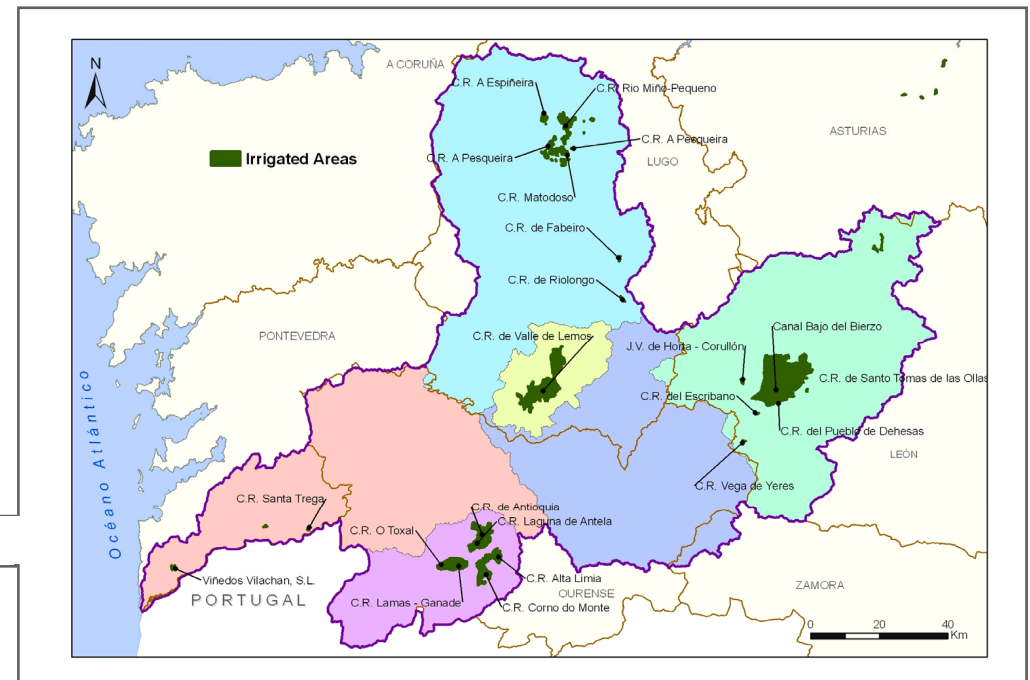 N
A CORUÑA
C.R. A Espiñeira
C.R. Rio Miño-Pequeno
ASTURIAS
C.R. A Pesqueira
Irrigated Areas
C.R. A Pesqueira
LUGO
C.R. Matodoso
C.R. de Fabeiro
C.R. de Riolongo
Canal Bajo del Bierzo
PONTEVEDRA
C.R. de Valle de Lemos
J.V. de Horta - Corullón
C.R. de Santo Tomas de las Ollas
C.R. del Escribano
Océano Atlántico
C.R. del Pueblo de Dehesas
LEÓN
C.R. Vega de Yeres
C.R. Santa Trega
C.R. de Antioquia
C.R. Laguna de Antela
C.R. O Toxal
Viñedos Vilachan, S.L.
C.R. Alta Limia
ZAMORA
OURENSE
PORTUGAL
C.R. Lamas - Ganade
C.R. Corno do Monte
0 20 40
Km